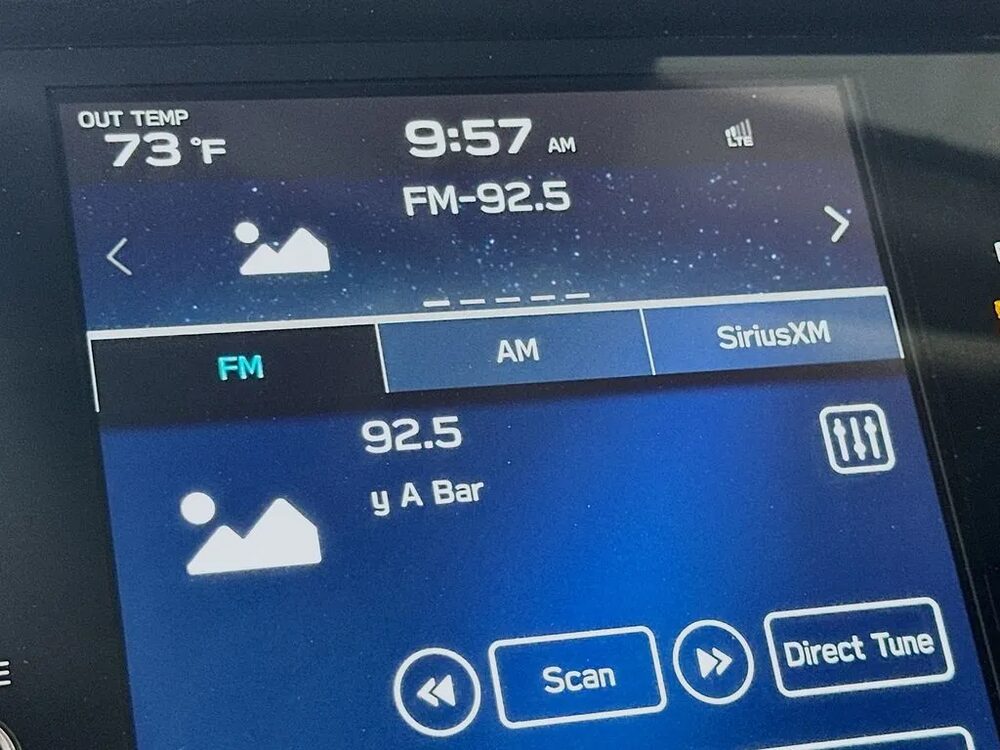 OUT TEMP
73 °F
9:57 AM
LTE
FM-92.5
FM
AM
SiriusXM
92.5
y A Bar
Scan
Direct Tune
E